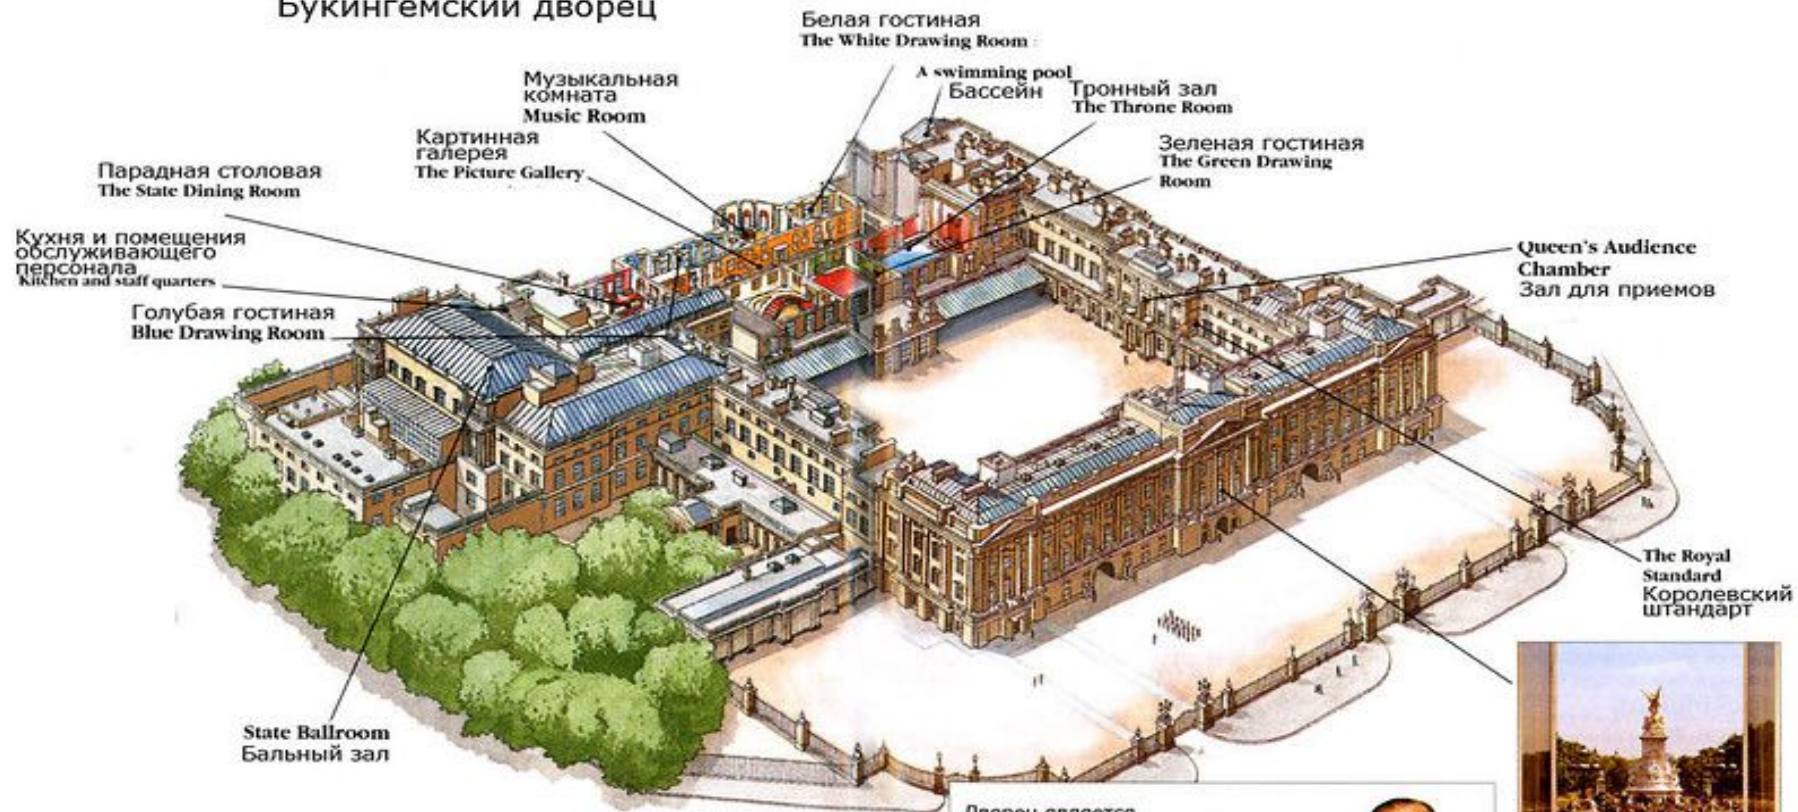 Букингемский дворец
Белая гостиная
The White Drawing Room
A swimming pool
Бассейн
Тронный зал
The Throne Room
Музыкальная
комната
Music Room
Картинная
галерея
The Picture Gallery
Зеленая гостиная
The Green Drawing
Room
Парадная столовая
The State Dining Room
Кухня и помещения
обслуживающего
персонала
Kitchen and staff quarters
Голубая гостиная
Blue Drawing Room
Queen's Audience
Chamber
Зал для приемов
The Royal
Standard
Королевский
штандарт
State Ballroom
Бальный зал
Дворец является